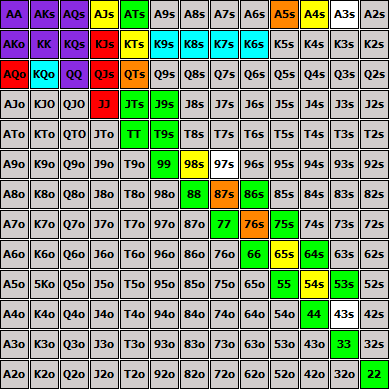 AA AKs AQs AJs ATs A9s A8s A7s A6s A5s A4s A3s A2s
AKo KK KQs KJs KTs K9s K8s K7s K6s K5s K4s K3s K2s
AQo KQo QQ QJs QTs Q9s Q8s Q7s Q6s Q5s Q4s Q3s Q2s
AJo KJO QJO JJ JTs J9s J8s J7s J6s J5s J4s J3s J2s
ATo KTO QTO JTo TT T9s T8s T7s T6s T5s T4s T3s T2s
A9o K9o Q9o J9o T9o 99 98s 97s 96s 95s 94s 93s 92s
A8o K8o Q8o J8o T8o 98o 88 87s 86s 85s 84s 83s 82s
A7o K7o Q7o J7o T7o 97o 87o 77 76s 75s 74s 73s 72s
A6o K6o Q6o J6o T6o 96o 86o 76o 66 65s 64s 63s 62s
A5o 5Ko Q5o J5o T5o 95o 85o 75o 65o 55 54s 53s 52s
A4o K4o Q4o J4o T4o 94o 84o 74o 64o 54o 44 43s 42s
A3o K3o Q3o J3o T3o 93o 83o 73o 63o 53o 43o 33 32s
A2o K2o Q2o J2o T2o 92o 82o 72o 62o 52o 42o 32o 22